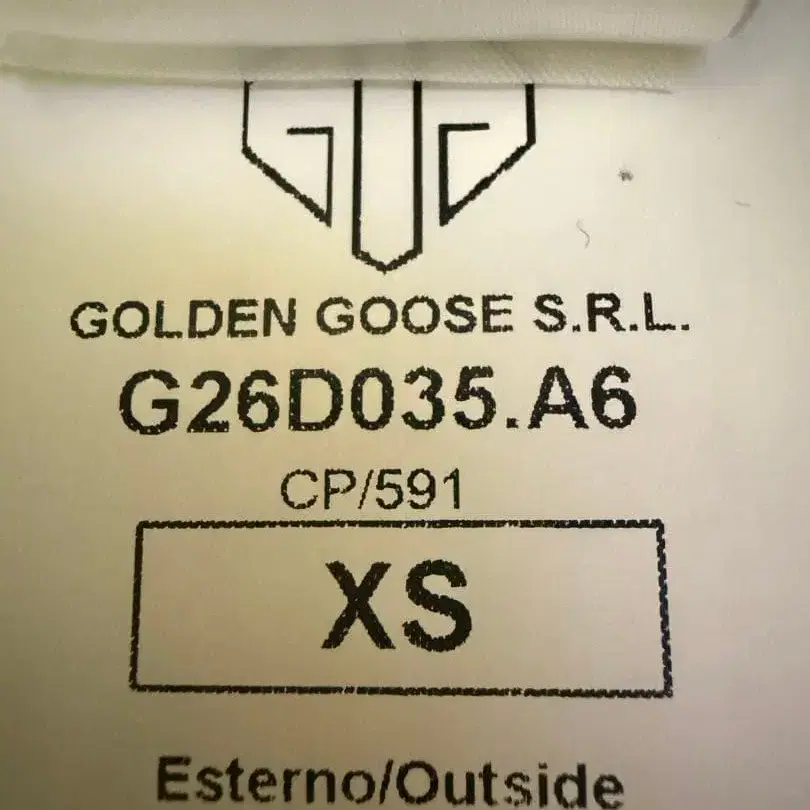 GOLDEN GOOSE S.R.L.
G26D035.A6
CP/591
XS
Esterno/Outside